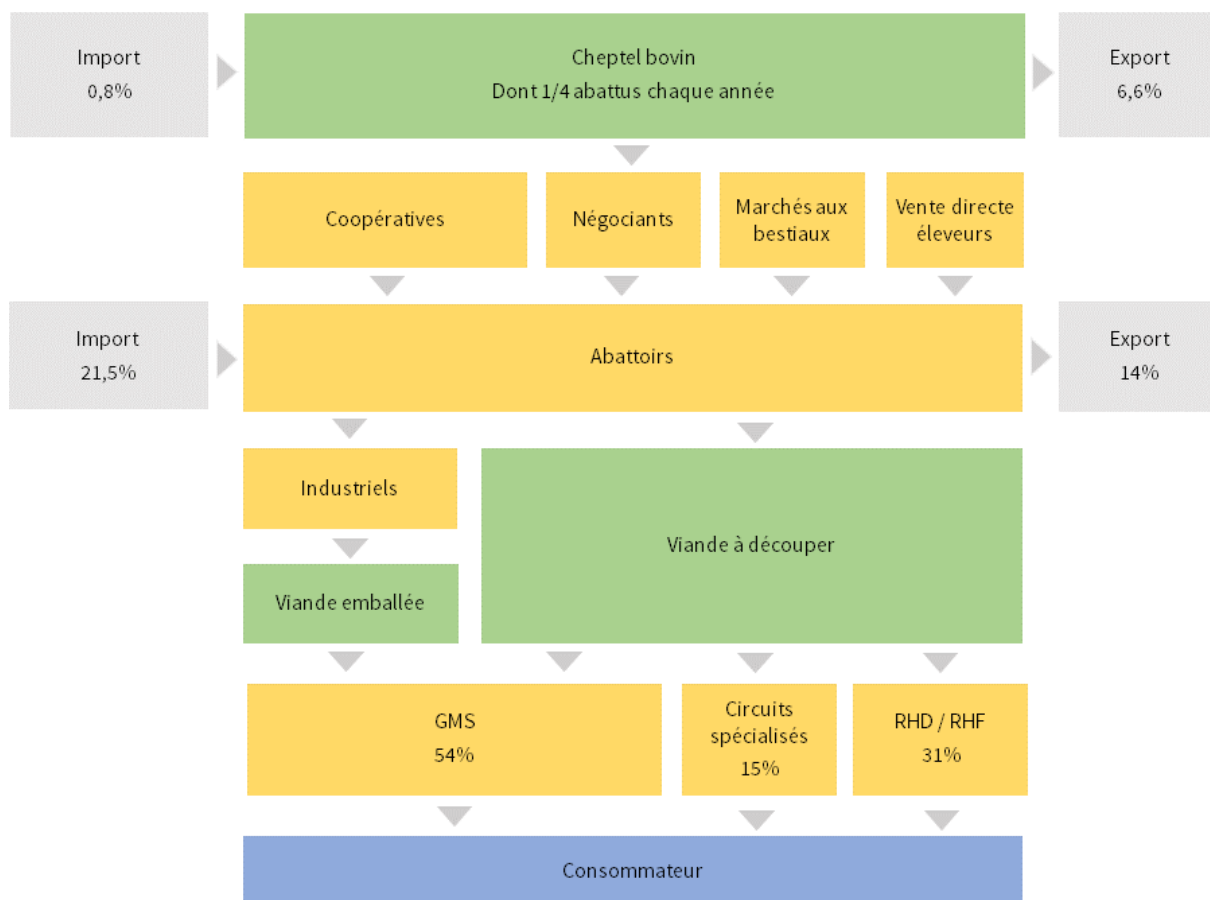 Import
0,8%
Cheptel bovin
Dont 1/4 abattus chaque année
Export
6,6%
Coopératives
Négociants
Marchés aux
bestiaux
Vente directe
éleveurs
Import
21,5%
Abattoirs
Export
14%
Industriels
Viande à découper
Viande emballée
GMS
54%
Circuits
spécialisés
15%
RHD / RHF
31%
Consommateur